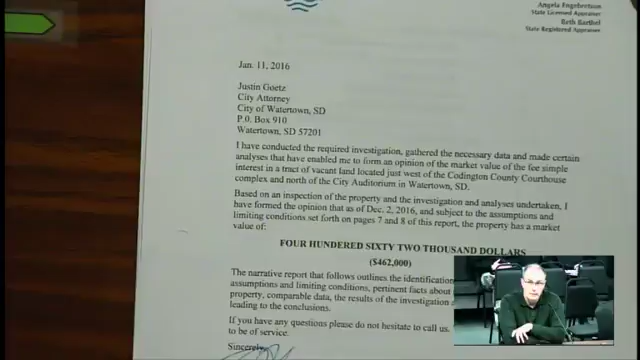 Angela Engebretson
State Licensed Appraiser
Beth Barthel
State Registered Appraiser
Jan. 11, 2016
Justin Goetz
City Attorney
City of Watertown, SD
P.O. Box 910
Watertown, SD 57201
I have conducted the required investigation, gathered the necessary data and made certain
analyses that have enabled me to form an opinion of the market value of the fee simple
interest in a tract of vacant land located just west of the Codington County Courthouse
complex and north of the City Auditorium in Watertown, SD.
Based on an inspection of the property and the investigation and analyses undertaken, I
have formed the opinion that as of Dec. 2, 2016, and subject to the assumptions and
limiting conditions set forth on pages 7 and 8 of this report, the property has a market
value of:
FOUR HUNDRED SIXTY TWO THOUSAND DOLLARS
($462,000)
The narrative report that follows outlines the identification
assumptions and limiting conditions, pertinent facts about
property, comparable data, the results of the investigation
leading to the conclusions.
If you have any questions please do not hesitate to call us.
to be of service.
Sincerely,